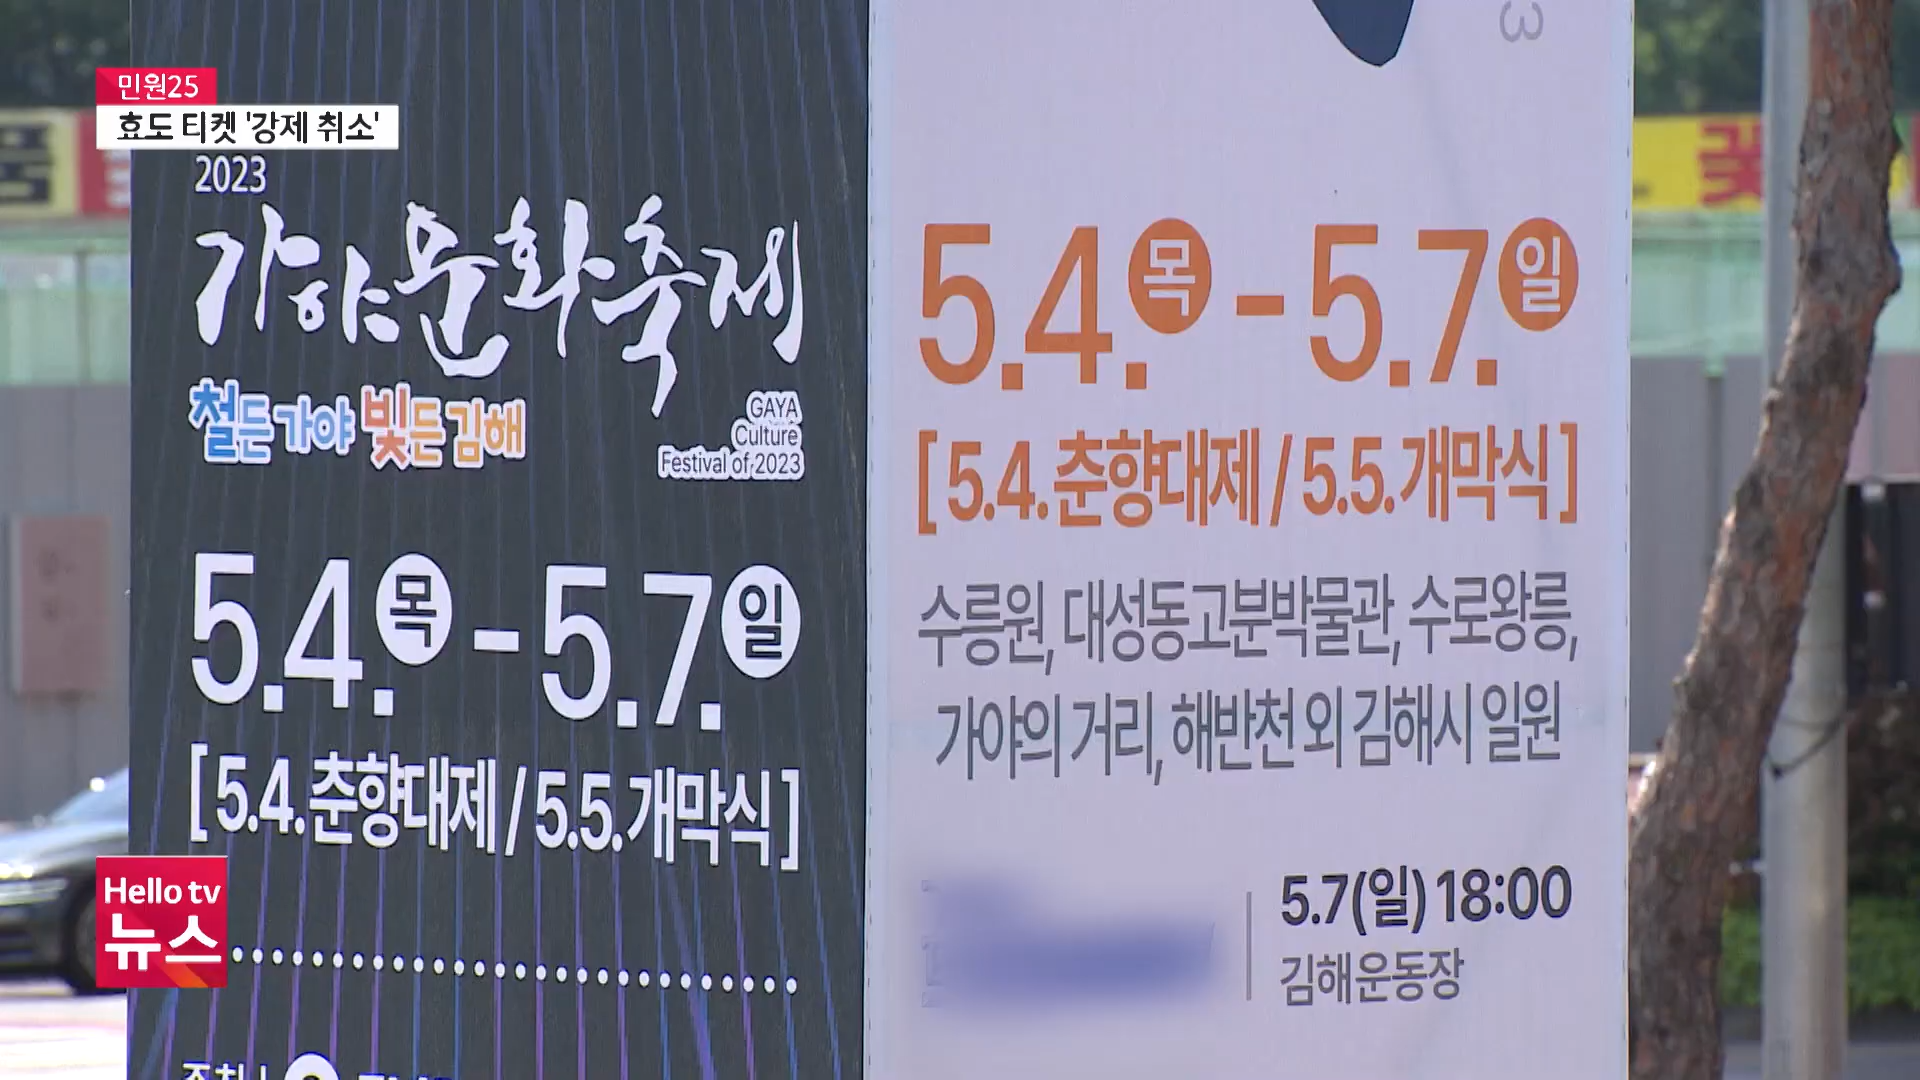 민원25
효도 티켓 '강제 취소'
2023
가야문화축제
철든 가야 빛든 김해
GAYA
Culture
Festival of 2023
5.4.목 - 5.7.일
[ 5.4.춘향대제 / 5.5.개막식 ]
Hello tv
뉴스
3
5.4.목 - 5.7.일
[ 5.4.춘향대제 / 5.5.개막식 ]
수릉원, 대성동고분박물관, 수로왕릉,
가야의 거리, 해반천 외 김해시 일원
5.7(일) 18:00
김해운동장
꽃